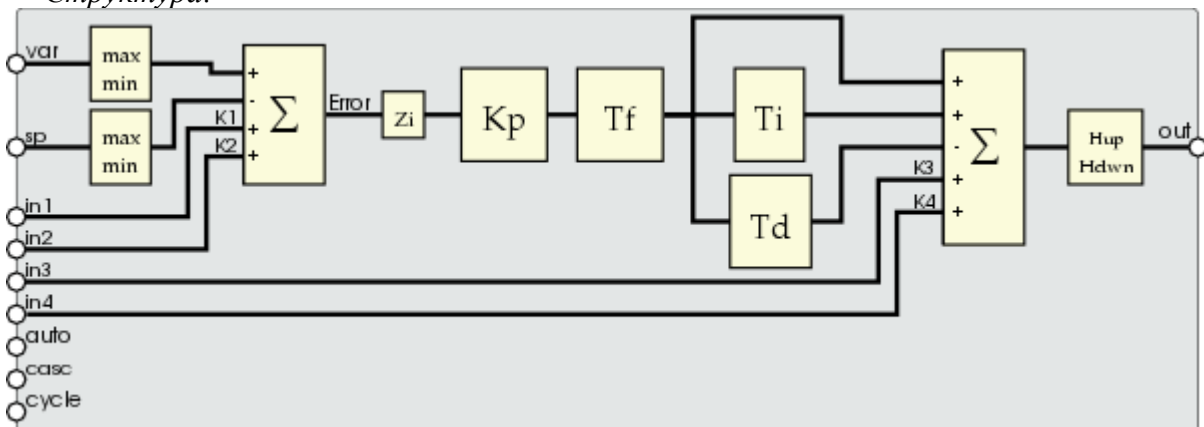 Структура:
var
max
min
+
-
K1
+
K2
+
Σ
Error
Zi
Kp
Tf
Ti
Td
+
+
-
K3
+
K4
+
Σ
Hup
Hdwn
out
sp
max
min
in1
in2
in3
in4
auto
casc
cycle